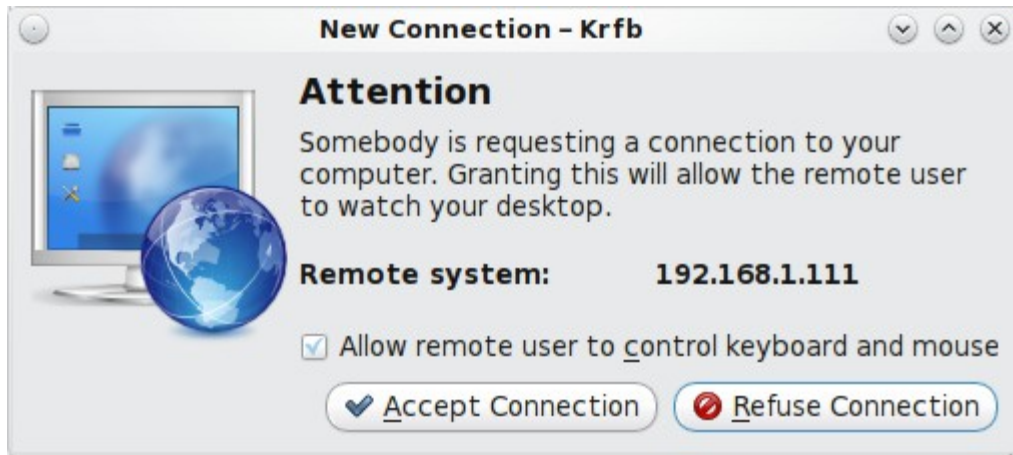 New Connection – Krfb
Attention
Somebody is requesting a connection to your
computer. Granting this will allow the remote user
to watch your desktop.
Remote system: 192.168.1.111
Allow remote user to control keyboard and mouse
Accept Connection Refuse Connection